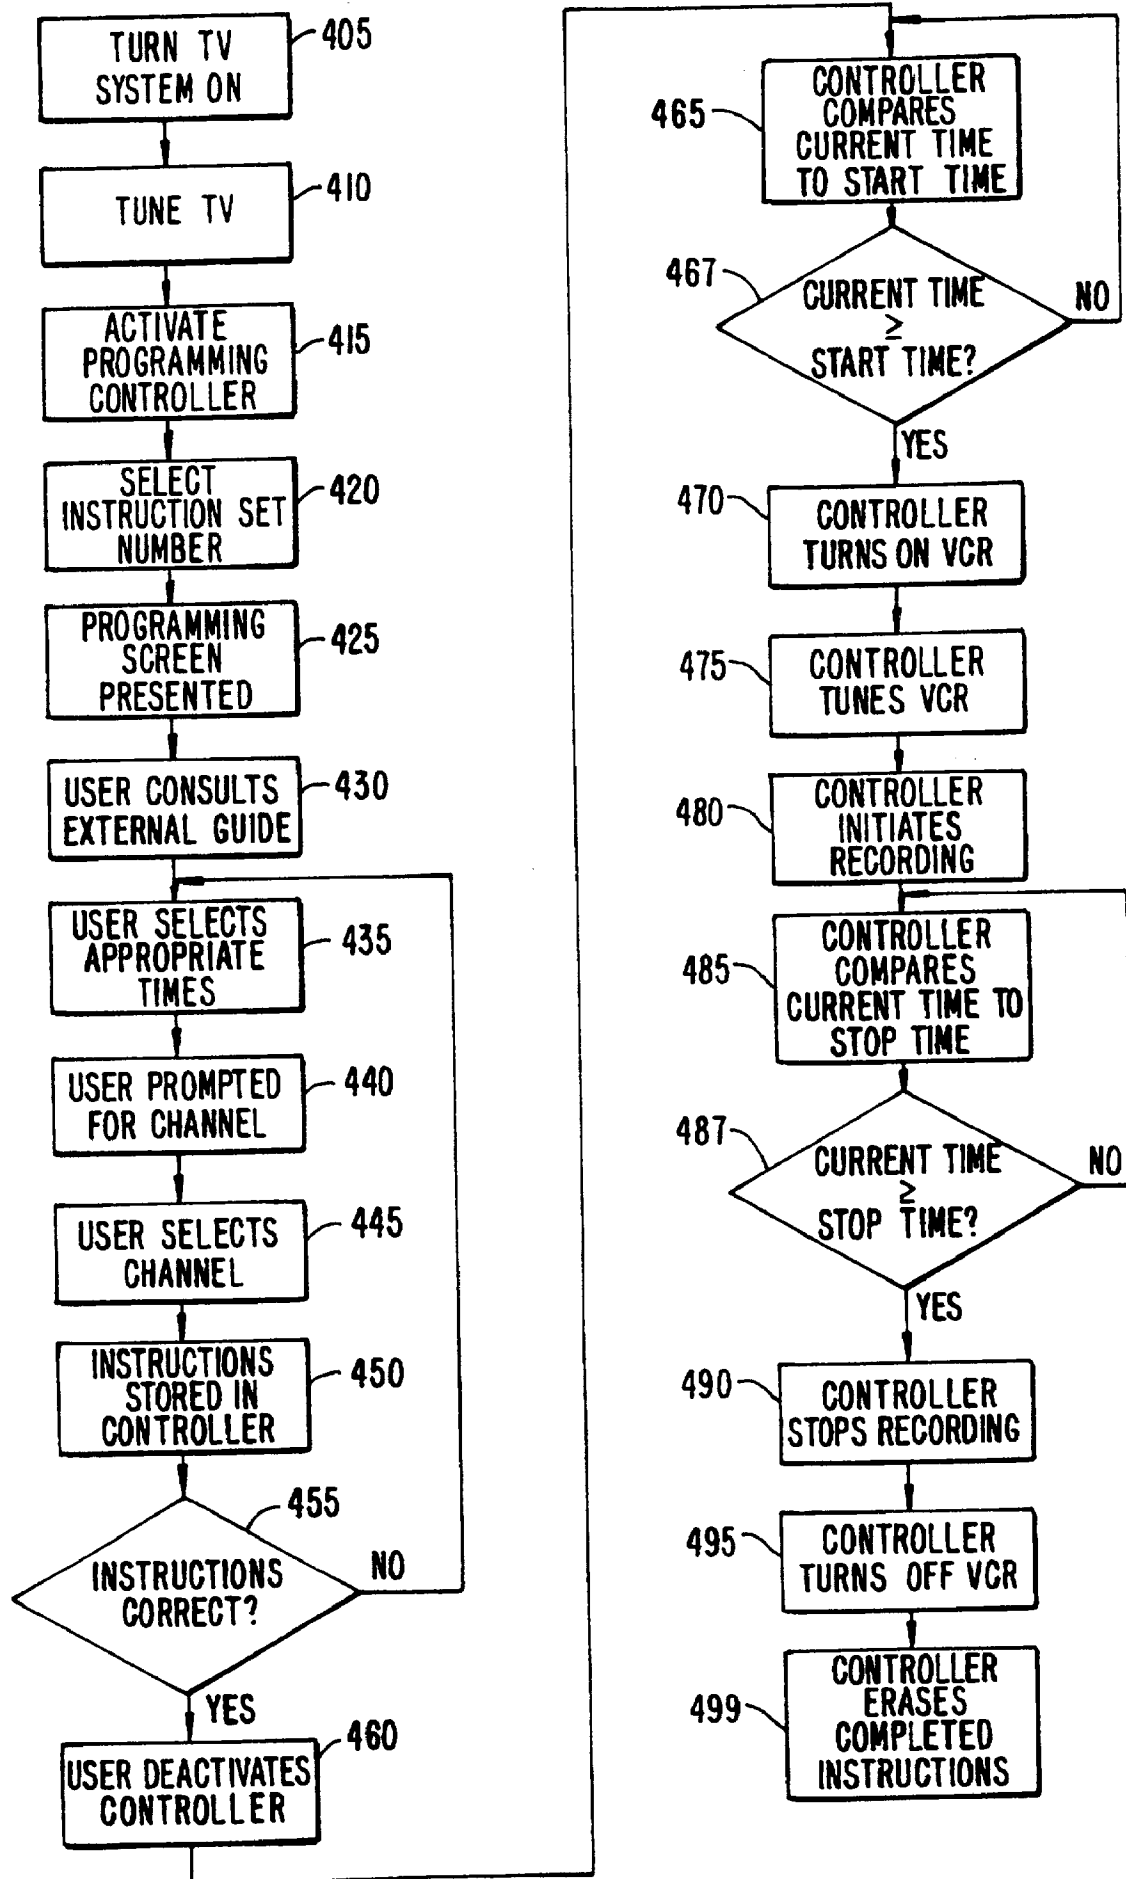 TURN TV
SYSTEM ON
405
TUNE TV
410
ACTIVATE
PROGRAMMING
CONTROLLER
415
SELECT
INSTRUCTION SET
NUMBER
420
PROGRAMMING
SCREEN
PRESENTED
425
USER CONSULTS
EXTERNAL GUIDE
430
USER SELECTS
APPROPRIATE
TIMES
435
USER PROMPTED
FOR CHANNEL
440
USER SELECTS
CHANNEL
445
INSTRUCTIONS
STORED IN
CONTROLLER
450
455
INSTRUCTIONS
CORRECT?
NO
YES
460
USER DEACTIVATES
CONTROLLER
465
CONTROLLER
COMPARES
CURRENT TIME
TO START TIME
467
CURRENT TIME
≥
START TIME?
NO
YES
470
CONTROLLER
TURNS ON VCR
475
CONTROLLER
TUNES VCR
480
CONTROLLER
INITIATES
RECORDING
485
CONTROLLER
COMPARES
CURRENT TIME TO
STOP TIME
487
CURRENT TIME
≥
STOP TIME?
NO
YES
490
CONTROLLER
STOPS RECORDING
495
CONTROLLER
TURNS OFF VCR
499
CONTROLLER
ERASES
COMPLETED
INSTRUCTIONS